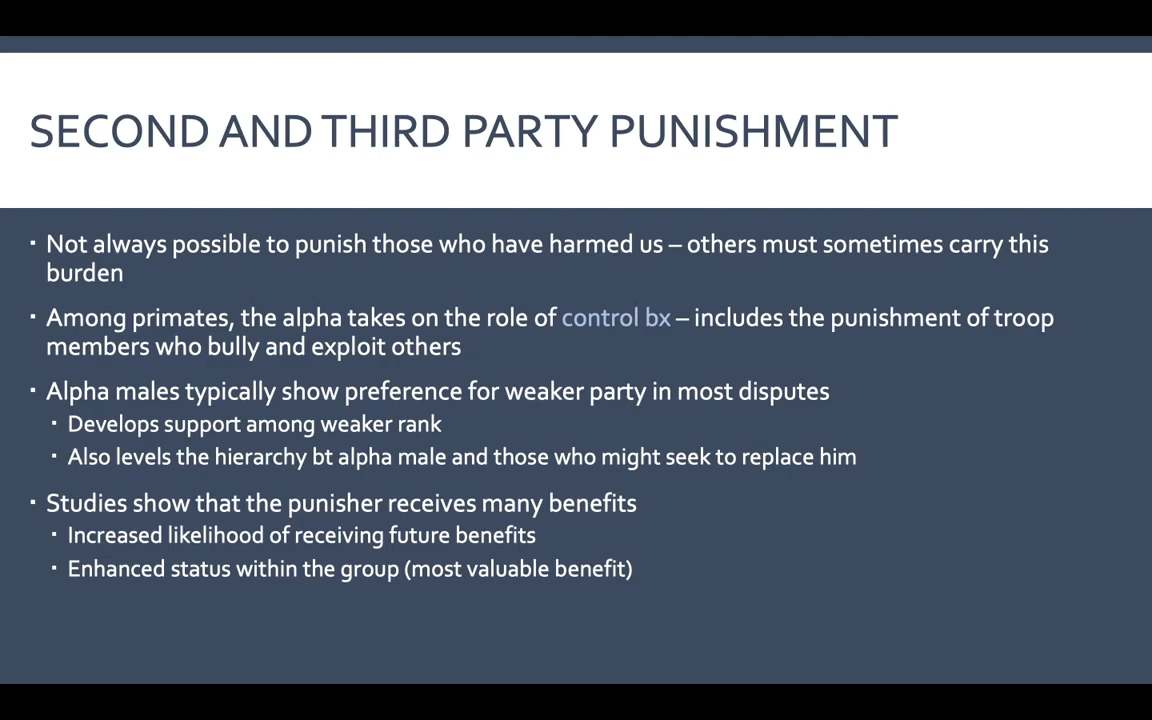 SECOND AND THIRD PARTY PUNISHMENT
▪ Not always possible to punish those who have harmed us – others must sometimes carry this
burden
▪ Among primates, the alpha takes on the role of control bx – includes the punishment of troop
members who bully and exploit others
▪ Alpha males typically show preference for weaker party in most disputes
▪ Develops support among weaker rank
▪ Also levels the hierarchy bt alpha male and those who might seek to replace him
▪ Studies show that the punisher receives many benefits
▪ Increased likelihood of receiving future benefits
▪ Enhanced status within the group (most valuable benefit)